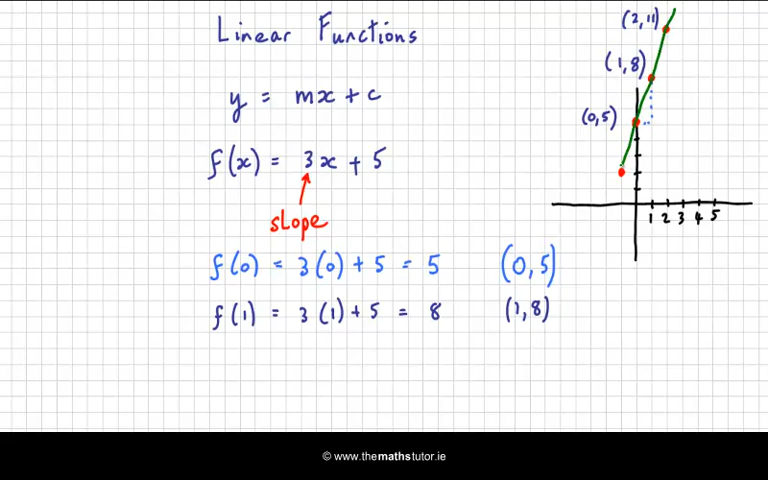 Linear Functions
(2,11)
(1,8)
y = mx + c
(0,5)
f(x) = 3x + 5
slope
1 2 3 4 5
f(0) = 3(0) + 5 = 5 (0,5)
f(1) = 3(1) + 5 = 8 (1,8)
© www.themathstutor.ie